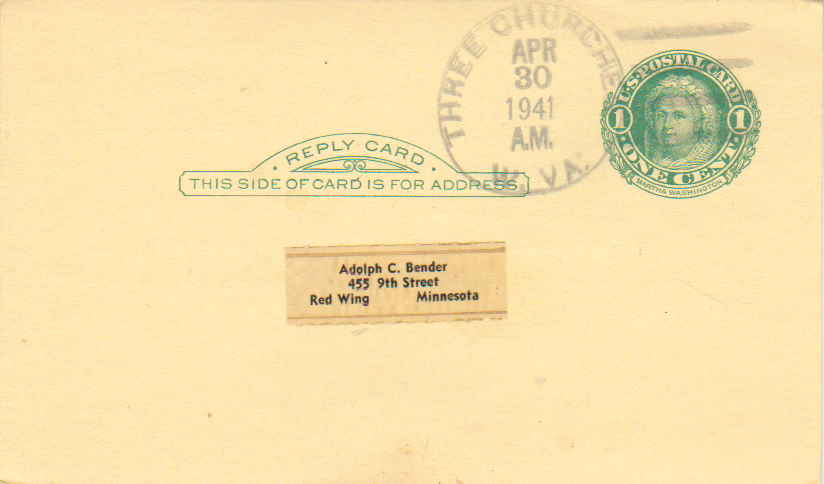 THREE CHURCHE
APR
30
1941
A.M.
W. VA.
U.S. POSTAL CARD
1 1
ONE CENT
MARTHA WASHINGTON
REPLY CARD
THIS SIDE OF CARD IS FOR ADDRESS
Adolph C. Bender
455 9th Street
Red Wing Minnesota